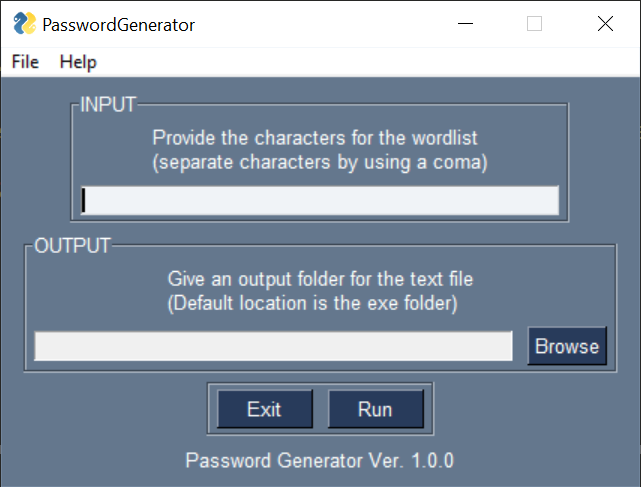 PasswordGenerator
File Help
INPUT
Provide the characters for the wordlist
(separate characters by using a coma)
OUTPUT
Give an output folder for the text file
(Default location is the exe folder)
Browse
Exit Run
Password Generator Ver. 1.0.0